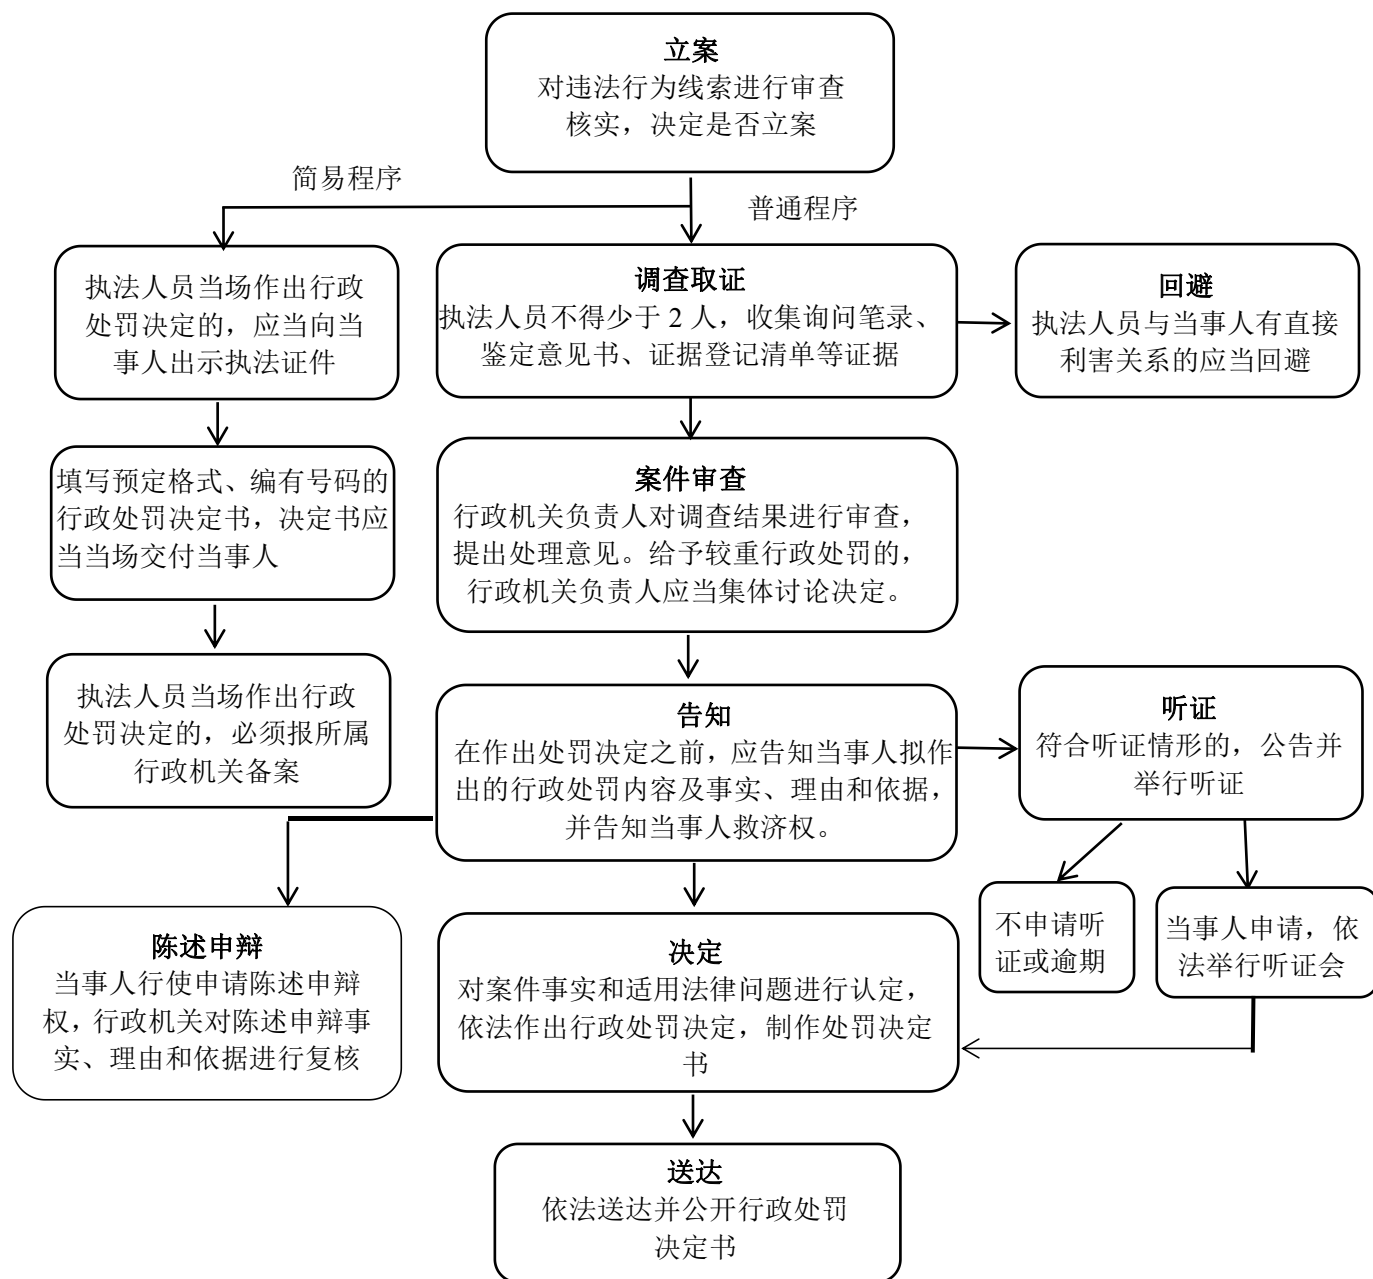 立案
对违法行为线索进行审查
核实，决定是否立案
简易程序
普通程序
执法人员当场作出行政
处罚决定的，应当向当
事人出示执法证件
调查取证
执法人员不得少于 2 人，收集询问笔录、
鉴定意见书、证据登记清单等证据
回避
执法人员与当事人有直接
利害关系的应当回避
填写预定格式、编有号码的
行政处罚决定书，决定书应
当当场交付当事人
案件审查
行政机关负责人对调查结果进行审查，
提出处理意见。给予较重行政处罚的，
行政机关负责人应当集体讨论决定。
执法人员当场作出行政
处罚决定的，必须报所属
行政机关备案
告知
在作出处罚决定之前，应告知当事人拟作
出的行政处罚内容及事实、理由和依据，
并告知当事人救济权。
听证
符合听证情形的，公告并
举行听证
不申请听
证或逾期
当事人申请，依
法举行听证会
陈述申辩
当事人行使申请陈述申辩
权，行政机关对陈述申辩事
实、理由和依据进行复核
决定
对案件事实和适用法律问题进行认定，
依法作出行政处罚决定，制作处罚决定
书
送达
依法送达并公开行政处罚
决定书